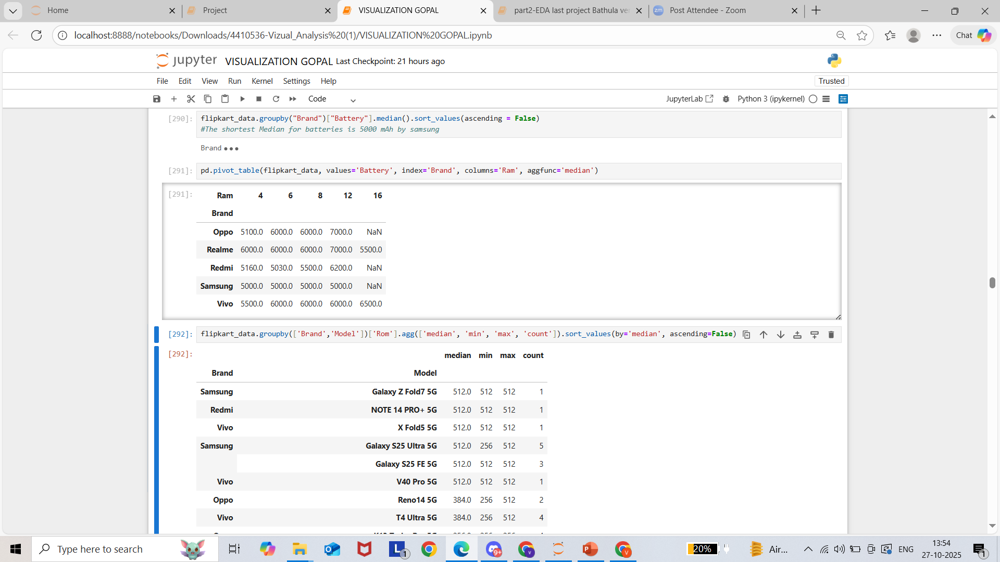 Home
Project
VISUALIZATION GOPAL
part2-EDA last project Bathula ve
Post Attendee - Zoom
localhost:8888/notebooks/Downloads/4410536-Vizual_Analysis%20(1)/VISUALIZATION%20GOPAL.ipynb
Chat
jupyter VISUALIZATION GOPAL Last Checkpoint: 21 hours ago
File Edit View Run Kernel Settings Help
Trusted
Code
JupyterLab
Python 3 (ipykernel)
[290]: flipkart_data.groupby("Brand")["Battery"].median().sort_values(ascending = False)
#The shortest Median for batteries is 5000 mAh by samsung
Brand •••
[291]: pd.pivot_table(flipkart_data, values='Battery', index='Brand', columns='Ram', aggfunc='median')
[291]: Ram 4 6 8 12 16
Brand
Oppo 5100.0 6000.0 6000.0 7000.0 NaN
Realme 6000.0 6000.0 6000.0 7000.0 5500.0
Redmi 5160.0 5030.0 5500.0 6200.0 NaN
Samsung 5000.0 5000.0 5000.0 5000.0 NaN
Vivo 5500.0 6000.0 6000.0 6000.0 6500.0
[292]: flipkart_data.groupby(['Brand','Model'])['Rom'].agg(['median', 'min', 'max', 'count']).sort_values(by='median', ascending=False)
[292]: median min max count
Brand Model
Samsung Galaxy Z Fold7 5G 512.0 512 512 1
Redmi NOTE 14 PRO+ 5G 512.0 512 512 1
Vivo X Fold5 5G 512.0 512 512 1
Samsung Galaxy S25 Ultra 5G 512.0 256 512 5
Galaxy S25 FE 5G 512.0 512 512 3
Vivo V40 Pro 5G 512.0 512 512 1
Oppo Reno14 5G 384.0 256 512 2
Vivo T4 Ultra 5G 384.0 256 512 4
Type here to search
L
1
9+
20%
Air...
ENG
13:54
27-10-2025
1